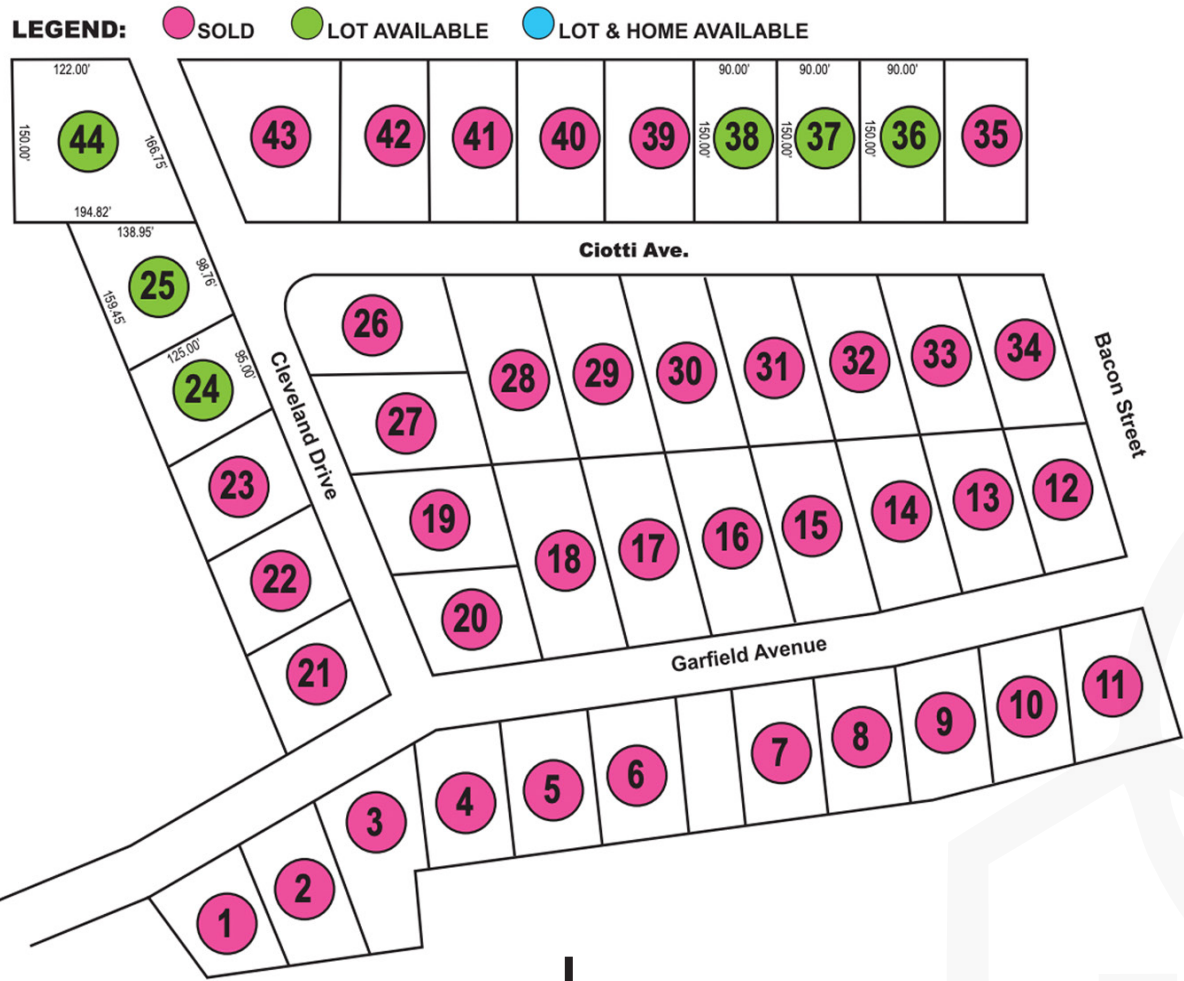 LEGEND: SOLD LOT AVAILABLE LOT & HOME AVAILABLE
122.00' 90.00' 90.00' 90.00'
150.00' 44 166.75' 43 42 41 40 39 150.00' 38 150.00' 37 150.00' 36 35
194.82'
138.95'
Ciotti Ave.
159.45' 25 98.76'
26
125.00' 95.00'
24
Cleveland Drive
28 29 30 31 32 33 34
Bacon Street
27
23
19
18 17 16 15 14 13 12
22
20
21
Garfield Avenue
1 2 3 4 5 6 7 8 9 10 11